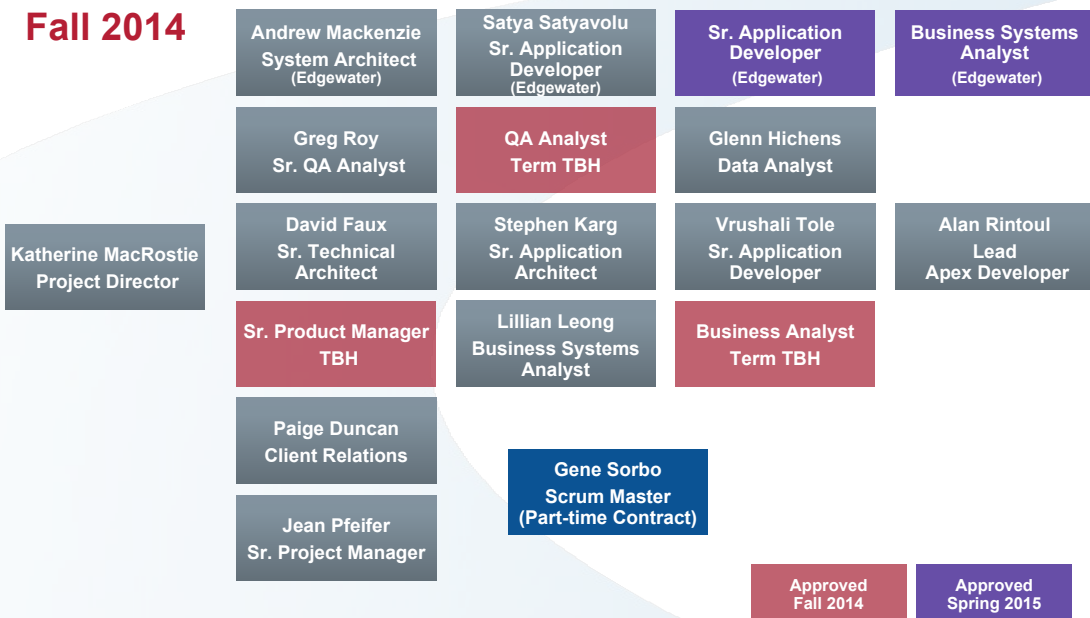 Fall 2014
Andrew Mackenzie
System Architect
(Edgewater)
Satya Satyavolu
Sr. Application
Developer
(Edgewater)
Sr. Application
Developer
(Edgewater)
Business Systems
Analyst
(Edgewater)
Greg Roy
Sr. QA Analyst
QA Analyst
Term TBH
Glenn Hichens
Data Analyst
Katherine MacRostie
Project Director
David Faux
Sr. Technical
Architect
Stephen Karg
Sr. Application
Architect
Vrushali Tole
Sr. Application
Developer
Alan Rintoul
Lead
Apex Developer
Sr. Product Manager
TBH
Lillian Leong
Business Systems
Analyst
Business Analyst
Term TBH
Paige Duncan
Client Relations
Gene Sorbo
Scrum Master
(Part-time Contract)
Jean Pfeifer
Sr. Project Manager
Approved
Fall 2014
Approved
Spring 2015